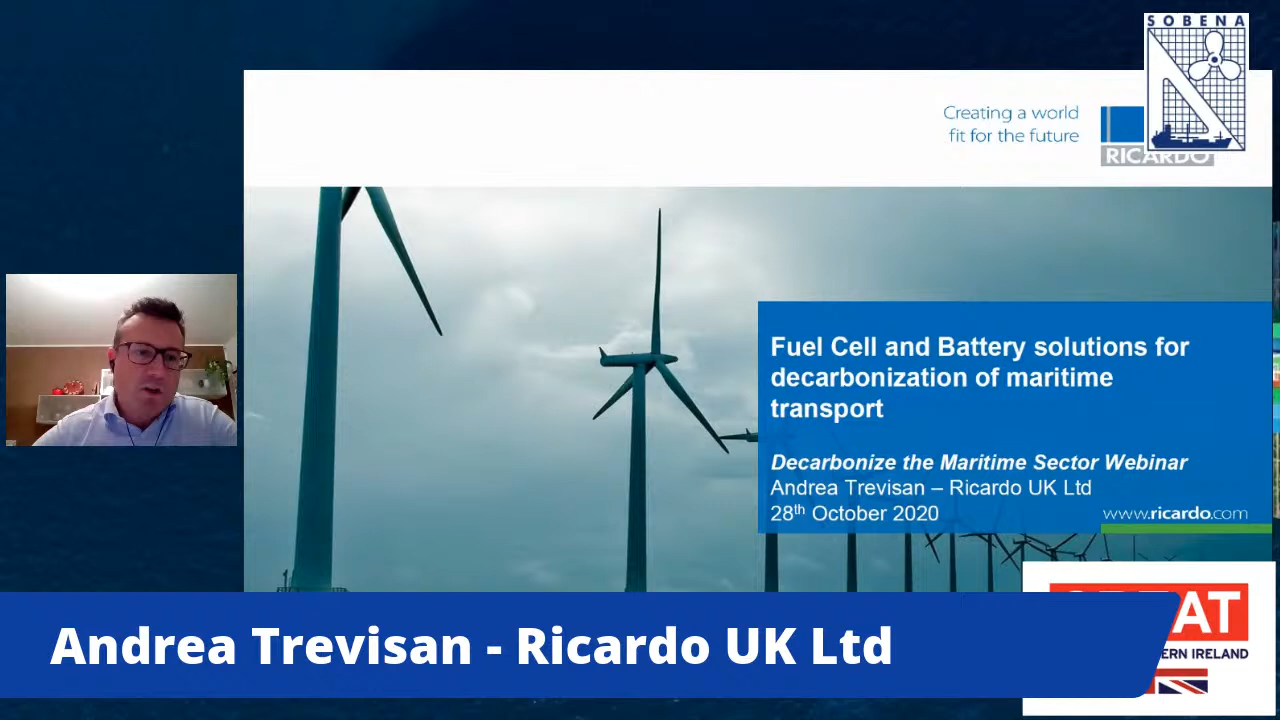 SOBENA
Creating a world
fit for the future
RICARDO
Fuel Cell and Battery solutions for
decarbonization of maritime
transport
Decarbonize the Maritime Sector Webinar
Andrea Trevisan – Ricardo UK Ltd
28th October 2020
www.ricardo.com
AT
ERN IRELAND
Andrea Trevisan - Ricardo UK Ltd